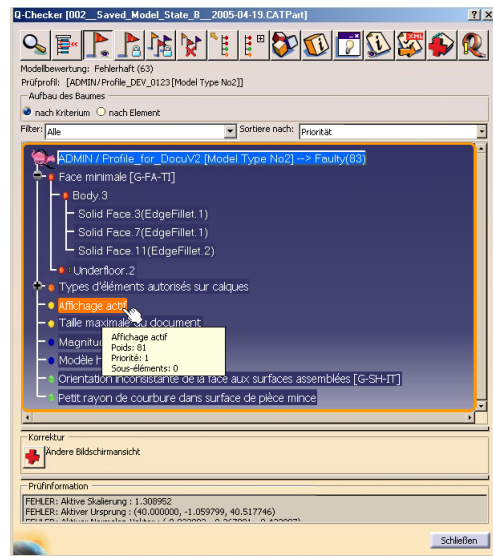 Q-Checker [002__Saved_Model_State_B__2005-04-19.CATPart]
Modellbewertung: Fehlerhaft (63)
Prüfprofil: [ADMIN/Profile_DEV_0123 [Model Type No2]]
Aufbau des Baumes
nach Kriterium nach Element
Filter: Alle Sortiere nach: Priorität
ADMIN / Profile_for_DocuV2 [Model Type No2] --> Faulty(83)
Face minimale [G-FA-TI]
Body.3
Solid Face.3(EdgeFillet.1)
Solid Face.7(EdgeFillet.1)
Solid Face.11(EdgeFillet.2)
Underfloor.2
Types d'éléments autorisés sur calques
Affichage actif
Taille maximale du document
Affichage actif
Poids: 81
Priorité: 1
Sous-éléments: 0
Magnitu
Modèle h
Orientation inconsistante de la face aux surfaces assemblées [G-SH-IT]
Petit rayon de courbure dans surface de pièce mince
Korrektur
Ändere Bildschirmansicht
Prüfinformation
FEHLER: Aktive Skalierung : 1.308952
FEHLER: Aktiver Ursprung : (40.000000, -1.059799, 40.517746)
Schließen